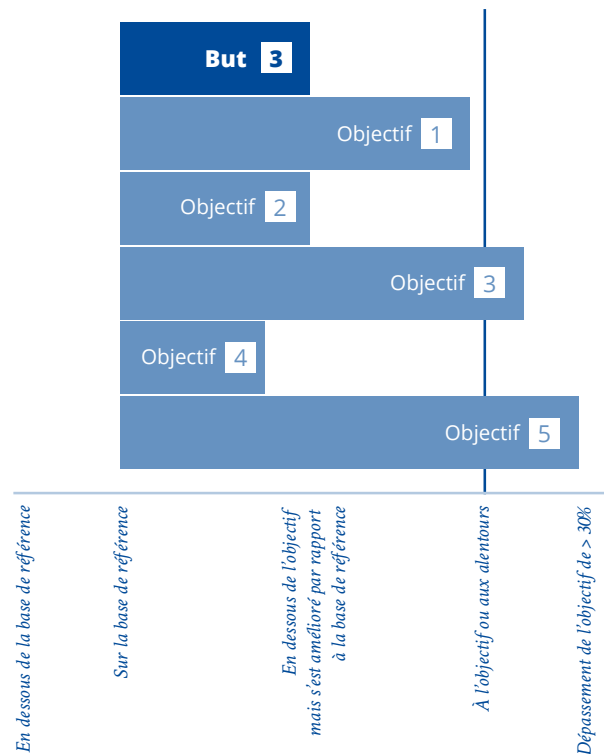 But 3
Objectif 1
Objectif 2
Objectif 3
Objectif 4
Objectif 5
En dessous de la base de référence
Sur la base de référence
En dessous de l'objectif
mais s'est amélioré par rapport
à la base de référence
À l'objectif ou aux alentours
Dépassement de l'objectif de > 30%